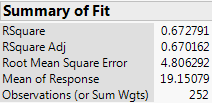 Summary of Fit
RSquare 0.672791
RSquare Adj 0.670162
Root Mean Square Error 4.806292
Mean of Response 19.15079
Observations (or Sum Wgts) 252